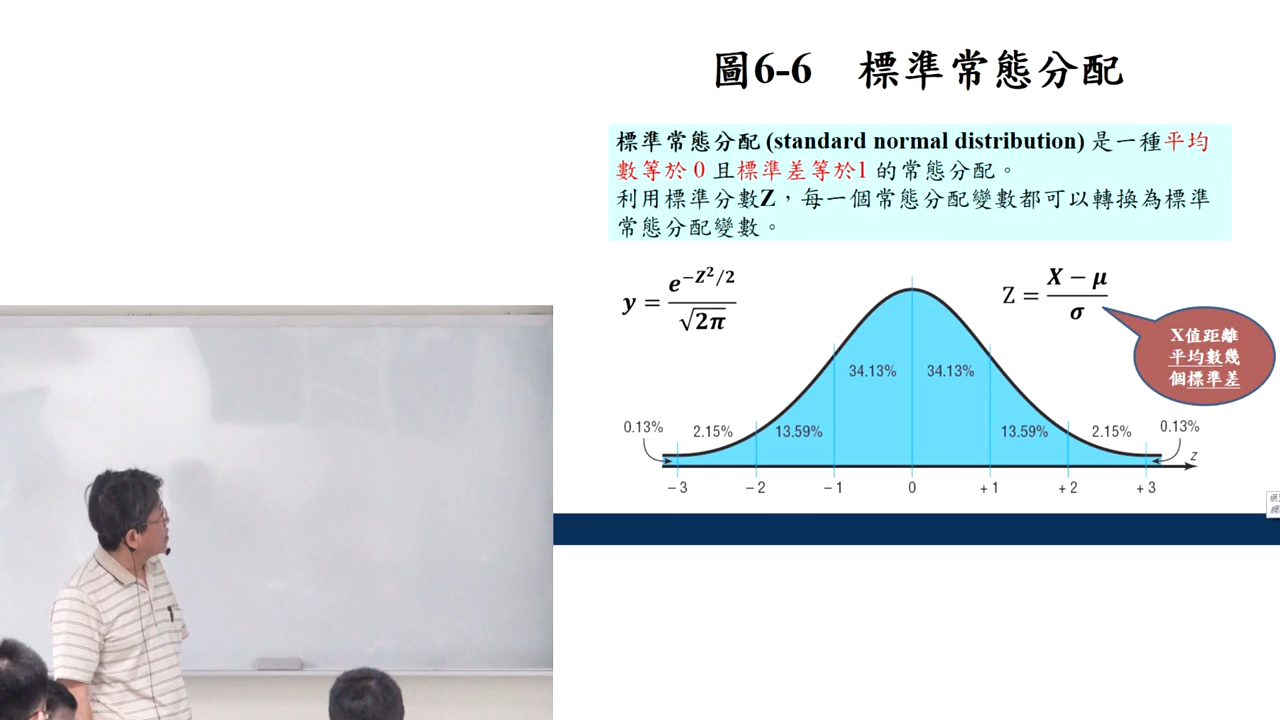 圖6-6 標準常態分配
標準常態分配 (standard normal distribution) 是一種平均
數等於 0 且標準差等於1 的常態分配。
利用標準分數Z，每一個常態分配變數都可以轉換為標準
常態分配變數。
y = e^{-Z^2/2} / √2π
Z = X − μ / σ
X值距離
平均數幾
個標準差
34.13% 34.13%
0.13% 2.15% 13.59% 13.59% 2.15% 0.13%
z
−3 −2 −1 0 +1 +2 +3